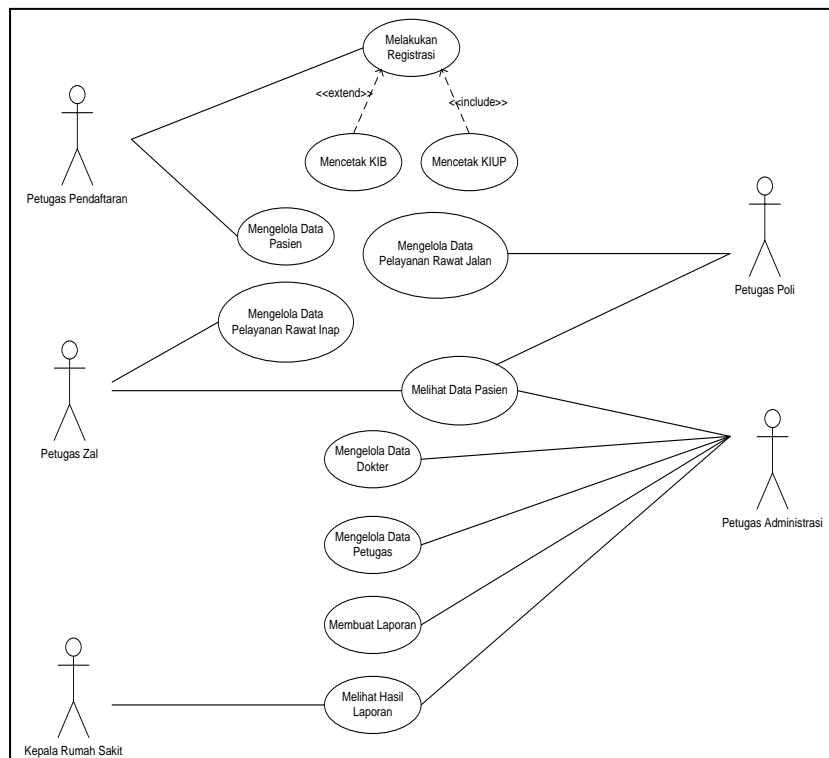 Melakukan
Registrasi
<<extend>>
<<include>>
Mencetak KIB
Mencetak KIUP
Petugas Pendaftaran
Mengelola Data
Pasien
Mengelola Data
Pelayanan Rawat Jalan
Petugas Poli
Mengelola Data
Pelayanan Rawat Inap
Melihat Data Pasien
Petugas Zal
Mengelola Data
Dokter
Petugas Administrasi
Mengelola Data
Petugas
Membuat Laporan
Melihat Hasil
Laporan
Kepala Rumah Sakit